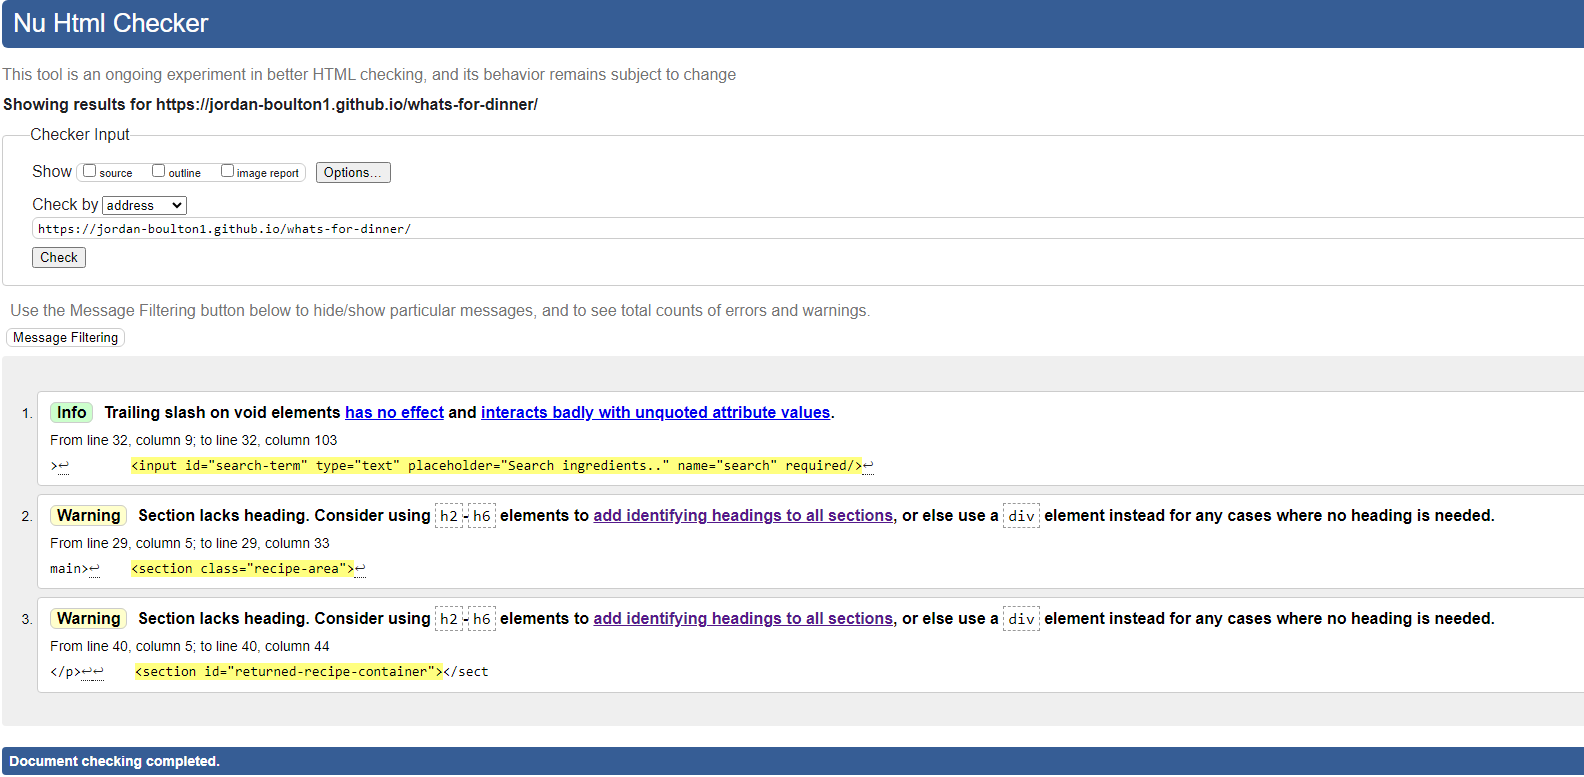 Nu Html Checker
This tool is an ongoing experiment in better HTML checking, and its behavior remains subject to change
Showing results for https://jordan-boulton1.github.io/whats-for-dinner/
Checker Input
Show source outline image report Options...
Check by address
https://jordan-boulton1.github.io/whats-for-dinner/
Check
Use the Message Filtering button below to hide/show particular messages, and to see total counts of errors and warnings.
Message Filtering
1. Info Trailing slash on void elements has no effect and interacts badly with unquoted attribute values.
From line 32, column 9; to line 32, column 103
>↩ <input id="search-term" type="text" placeholder="Search ingredients.." name="search" required/>↩
2. Warning Section lacks heading. Consider using h2-h6 elements to add identifying headings to all sections, or else use a div element instead for any cases where no heading is needed.
From line 29, column 5; to line 29, column 33
main>↩ <section class="recipe-area">↩
3. Warning Section lacks heading. Consider using h2-h6 elements to add identifying headings to all sections, or else use a div element instead for any cases where no heading is needed.
From line 40, column 5; to line 40, column 44
</p>↩↩ <section id="returned-recipe-container"></sect
Document checking completed.